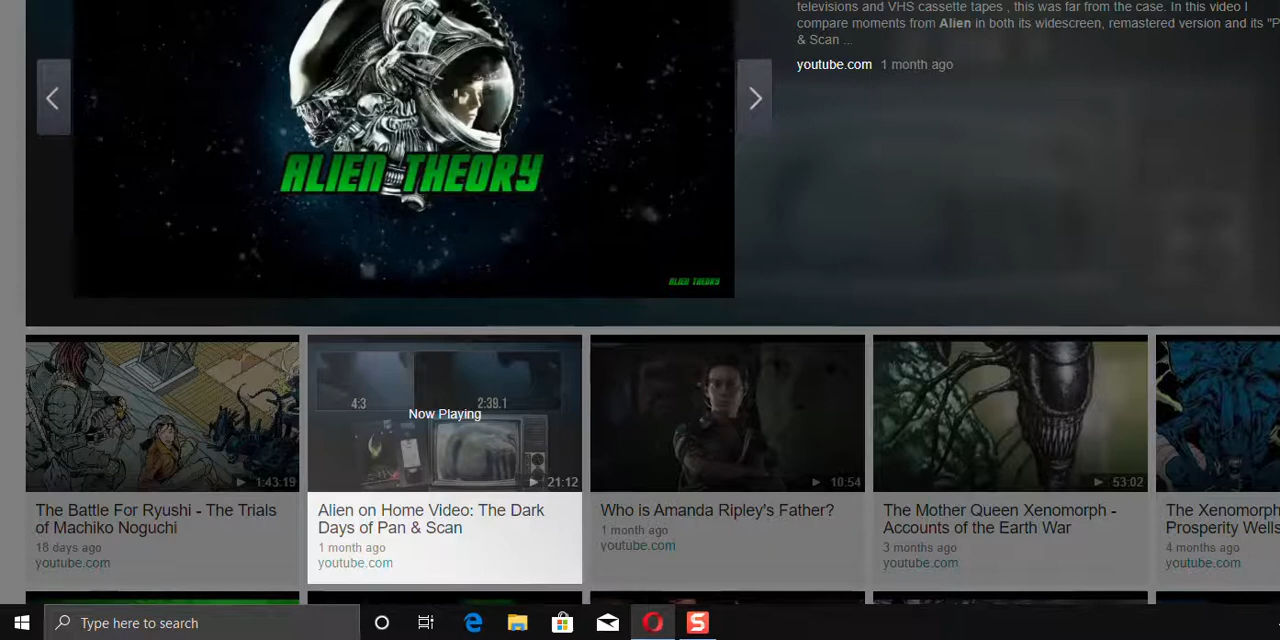 televisions and VHS cassette tapes , this was far from the case. In this video I
compare moments from Alien in both its widescreen, remastered version and its "P
& Scan ...
youtube.com 1 month ago
ALIEN THEORY
ALIEN THEORY
4:3
2:39.1
Now Playing
1:43:19
21:12
10:54
53:02
The Battle For Ryushi - The Trials
of Machiko Noguchi
18 days ago
youtube.com
Alien on Home Video: The Dark
Days of Pan & Scan
1 month ago
youtube.com
Who is Amanda Ripley's Father?
1 month ago
youtube.com
The Mother Queen Xenomorph -
Accounts of the Earth War
3 months ago
youtube.com
The Xenomorph
Prosperity Wells
4 months ago
youtube.com
Type here to search